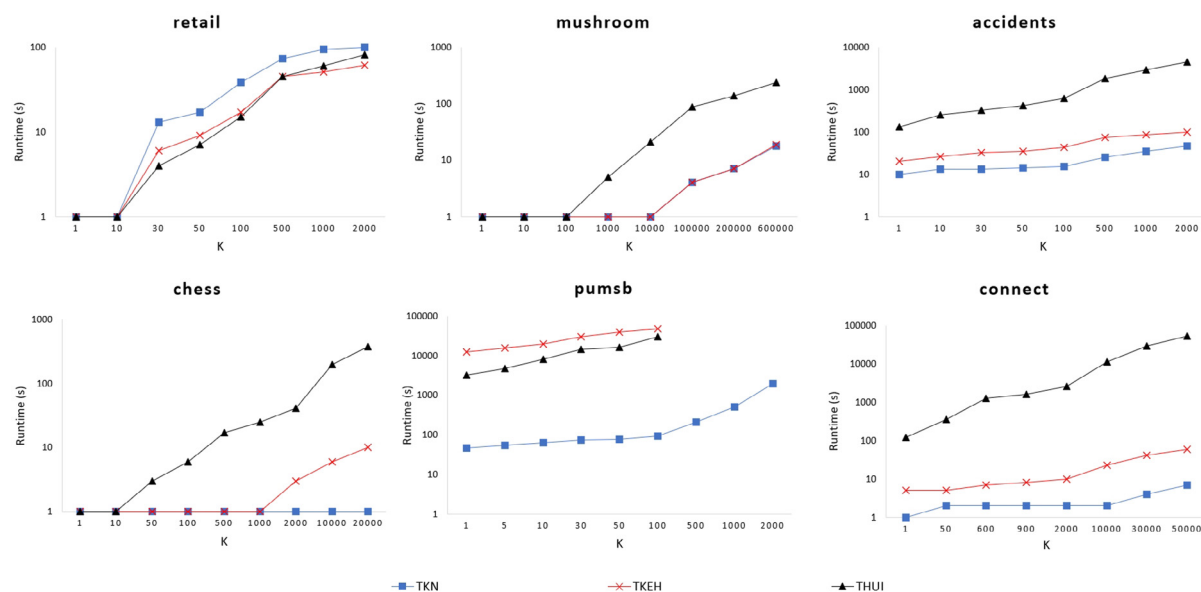 retail
100
10
1
Runtime (s)
1 10 30 50 100 500 1000 2000
K
mushroom
1000
100
10
1
Runtime (s)
1 10 100 1000 10000 100000 200000 600000
K
accidents
10000
1000
100
10
1
Runtime (s)
1 10 30 50 100 500 1000 2000
K
chess
1000
100
10
1
Runtime (s)
1 10 50 100 500 1000 2000 10000 20000
K
pumsb
100000
10000
1000
100
10
1
Runtime (s)
1 5 10 30 50 100 500 1000 2000
K
connect
100000
10000
1000
100
10
1
Runtime (s)
1 50 600 900 2000 10000 30000 50000
K
TKN TKEH THUI